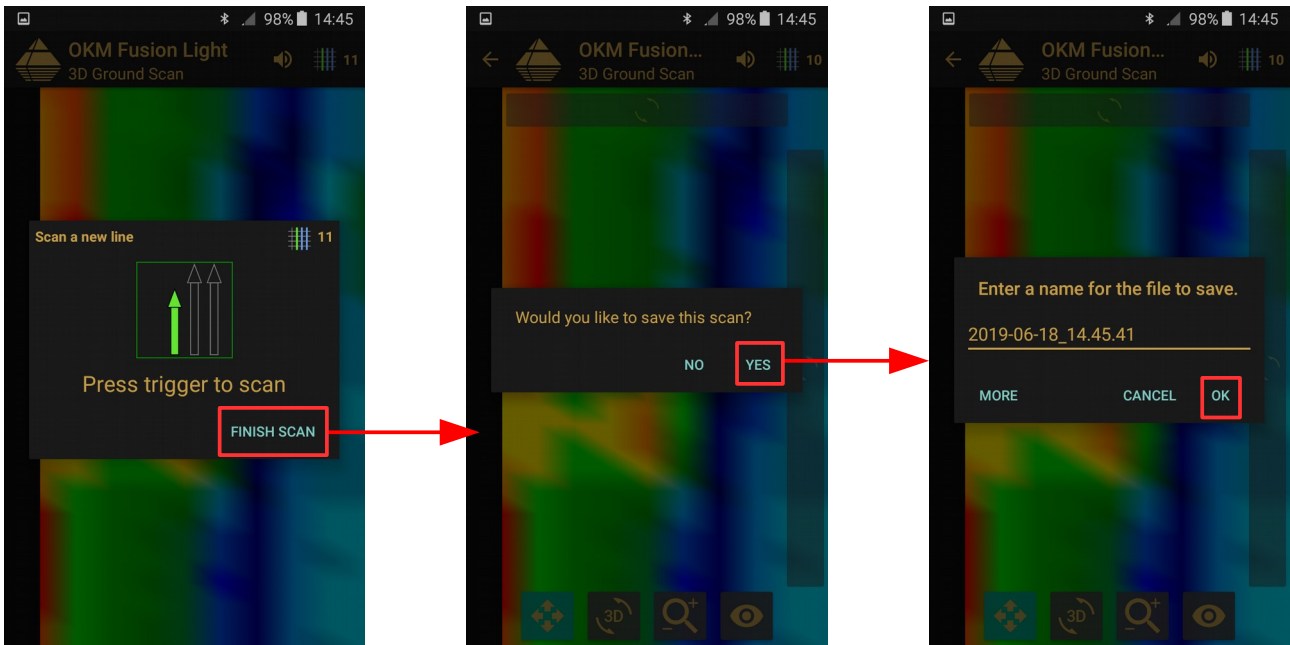 98% 14:45
OKM Fusion Light
3D Ground Scan
11
Scan a new line
11
Press trigger to scan
FINISH SCAN
98% 14:45
OKM Fusion...
3D Ground Scan
10
Would you like to save this scan?
NO YES
3D
98% 14:45
OKM Fusion...
3D Ground Scan
10
Enter a name for the file to save.
2019-06-18_14.45.41
MORE CANCEL OK
3D